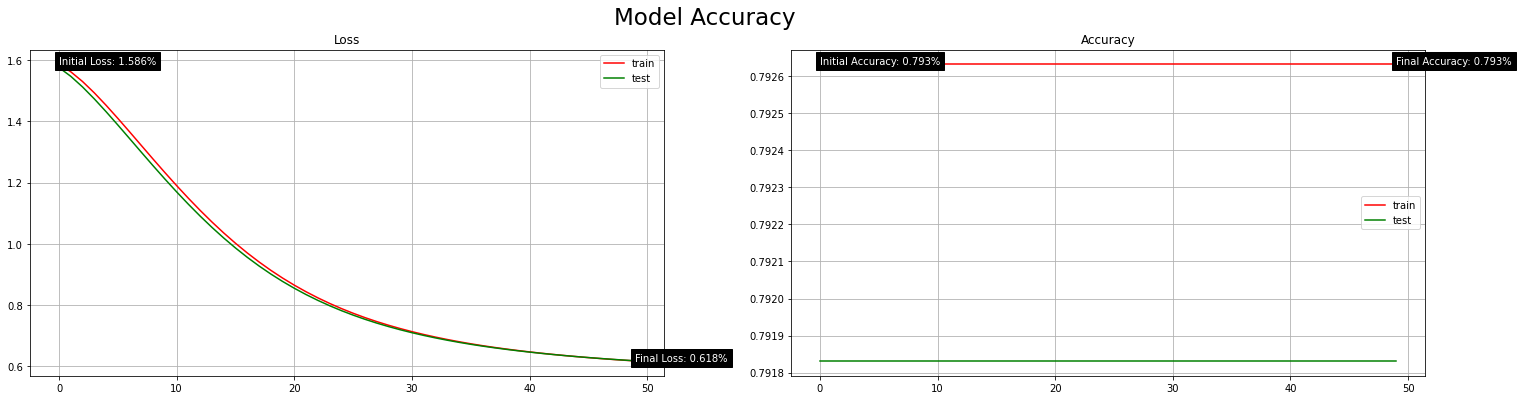 Model Accuracy
Loss
Initial Loss: 1.586%
train
test
Final Loss: 0.618%
1.6
1.4
1.2
1.0
0.8
0.6
0
10
20
30
40
50
Accuracy
Initial Accuracy: 0.793%
Final Accuracy: 0.793%
train
test
0.7926
0.7925
0.7924
0.7923
0.7922
0.7921
0.7920
0.7919
0.7918
0
10
20
30
40
50